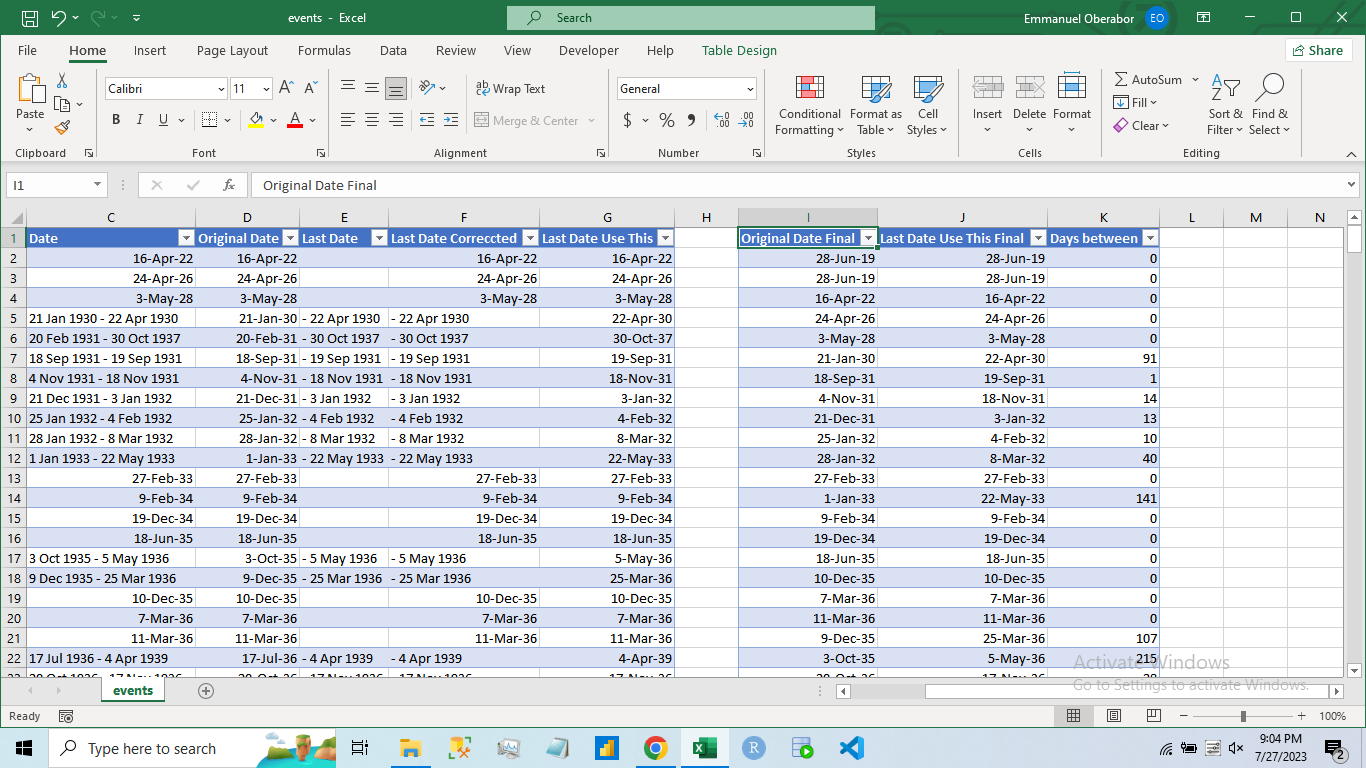 events - Excel
Search
Emmanuel Oberabor EO
File Home Insert Page Layout Formulas Data Review View Developer Help Table Design Share
Paste
Calibri 11
B I U A
ab Wrap Text
Merge & Center
General
$ % 9
Conditional Formatting
Format as Table
Cell Styles
Insert Delete Format
AutoSum
Fill
Clear
Sort & Filter
Find & Select
Clipboard Font Alignment Number Styles Cells Editing
I1 fx Original Date Final
C D E F G H I J K L M N
1 Date Original Date Last Date Last Date Correccted Last Date Use This Original Date Final Last Date Use This Final Days between
2 16-Apr-22 16-Apr-22 16-Apr-22 16-Apr-22 28-Jun-19 28-Jun-19 0
3 24-Apr-26 24-Apr-26 24-Apr-26 24-Apr-26 28-Jun-19 28-Jun-19 0
4 3-May-28 3-May-28 3-May-28 3-May-28 16-Apr-22 16-Apr-22 0
5 21 Jan 1930 - 22 Apr 1930 21-Jan-30 - 22 Apr 1930 - 22 Apr 1930 22-Apr-30 24-Apr-26 24-Apr-26 0
6 20 Feb 1931 - 30 Oct 1937 20-Feb-31 - 30 Oct 1937 - 30 Oct 1937 30-Oct-37 3-May-28 3-May-28 0
7 18 Sep 1931 - 19 Sep 1931 18-Sep-31 - 19 Sep 1931 - 19 Sep 1931 19-Sep-31 21-Jan-30 22-Apr-30 91
8 4 Nov 1931 - 18 Nov 1931 4-Nov-31 - 18 Nov 1931 - 18 Nov 1931 18-Nov-31 18-Sep-31 19-Sep-31 1
9 21 Dec 1931 - 3 Jan 1932 21-Dec-31 - 3 Jan 1932 - 3 Jan 1932 3-Jan-32 4-Nov-31 18-Nov-31 14
10 25 Jan 1932 - 4 Feb 1932 25-Jan-32 - 4 Feb 1932 - 4 Feb 1932 4-Feb-32 21-Dec-31 3-Jan-32 13
11 28 Jan 1932 - 8 Mar 1932 28-Jan-32 - 8 Mar 1932 - 8 Mar 1932 8-Mar-32 25-Jan-32 4-Feb-32 10
12 1 Jan 1933 - 22 May 1933 1-Jan-33 - 22 May 1933 - 22 May 1933 22-May-33 28-Jan-32 8-Mar-32 40
13 27-Feb-33 27-Feb-33 27-Feb-33 27-Feb-33 27-Feb-33 27-Feb-33 0
14 9-Feb-34 9-Feb-34 9-Feb-34 9-Feb-34 1-Jan-33 22-May-33 141
15 19-Dec-34 19-Dec-34 19-Dec-34 19-Dec-34 9-Feb-34 9-Feb-34 0
16 18-Jun-35 18-Jun-35 18-Jun-35 18-Jun-35 19-Dec-34 19-Dec-34 0
17 3 Oct 1935 - 5 May 1936 3-Oct-35 - 5 May 1936 - 5 May 1936 5-May-36 18-Jun-35 18-Jun-35 0
18 9 Dec 1935 - 25 Mar 1936 9-Dec-35 - 25 Mar 1936 - 25 Mar 1936 25-Mar-36 10-Dec-35 10-Dec-35 0
19 10-Dec-35 10-Dec-35 10-Dec-35 10-Dec-35 7-Mar-36 7-Mar-36 0
20 7-Mar-36 7-Mar-36 7-Mar-36 7-Mar-36 11-Mar-36 11-Mar-36 0
21 11-Mar-36 11-Mar-36 11-Mar-36 11-Mar-36 9-Dec-35 25-Mar-36 107
22 17 Jul 1936 - 4 Apr 1939 17-Jul-36 - 4 Apr 1939 - 4 Apr 1939 4-Apr-39 3-Oct-35 5-May-36 215
Activate Windows
Go to Settings to activate Windows.
events
Ready 100%
Type here to search
R
9:04 PM
7/27/2023
2